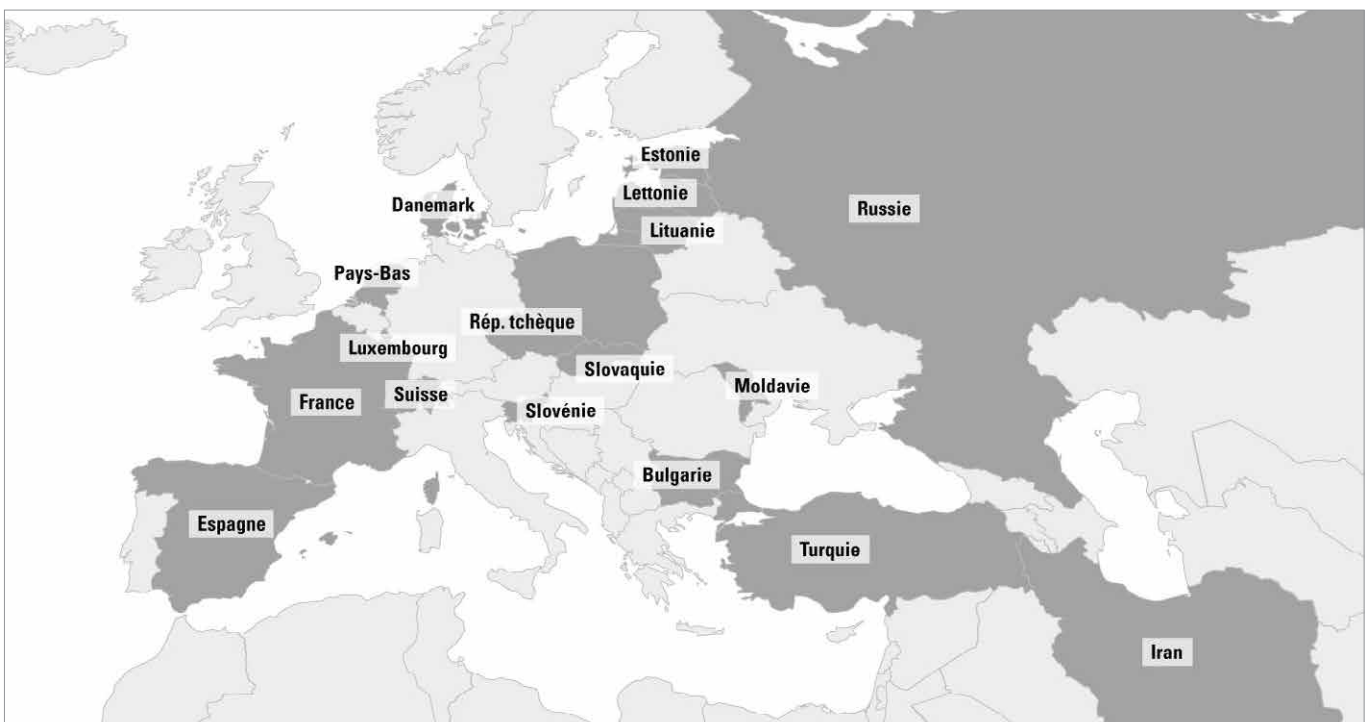 Estonie
Lettonie
Danemark
Russie
Lituanie
Pays-Bas
Rép. tchèque
Luxembourg
Slovaquie
Moldavie
Suisse
France
Slovénie
Bulgarie
Espagne
Turquie
Iran